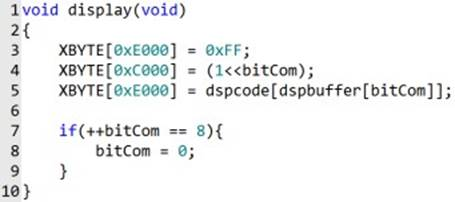 1 void display(void)
2 {
3     XBYTE[0xE000] = 0xFF;
4     XBYTE[0xC000] = (1<<bitCom);
5     XBYTE[0xE000] = dspcode[dspbuffer[bitCom]];
6
7     if(++bitCom == 8){
8         bitCom = 0;
9     }
10 }